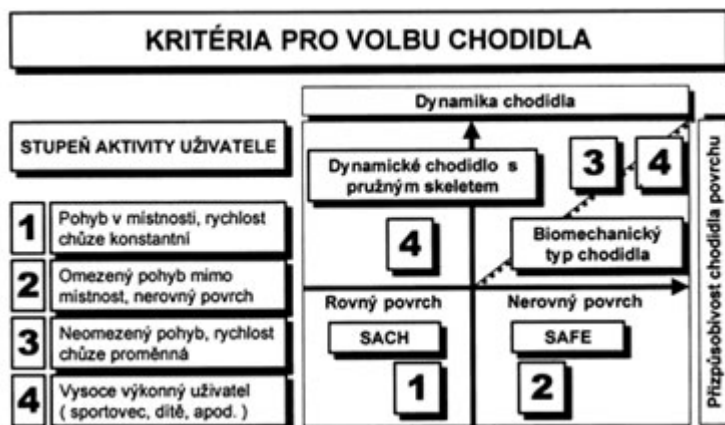 KRITÉRIA PRO VOLBU CHODIDLA
Dynamika chodidla
STUPEŇ AKTIVITY UŽIVATELE
1
Pohyb v místnosti, rychlost
chůze konstantní
2
Omezený pohyb mimo
místnost, nerovný povrch
3
Neomezený pohyb, rychlost
chůze proměnná
4
Vysoce výkonný uživatel
( sportovec, dítě, apod. )
Dynamické chodidlo s
pružným skeletem
4
3
4
Biomechanický
typ chodidla
Rovný povrch
Nerovný povrch
SACH
SAFE
1
2
Přizpůsobivost chodidla povrchu